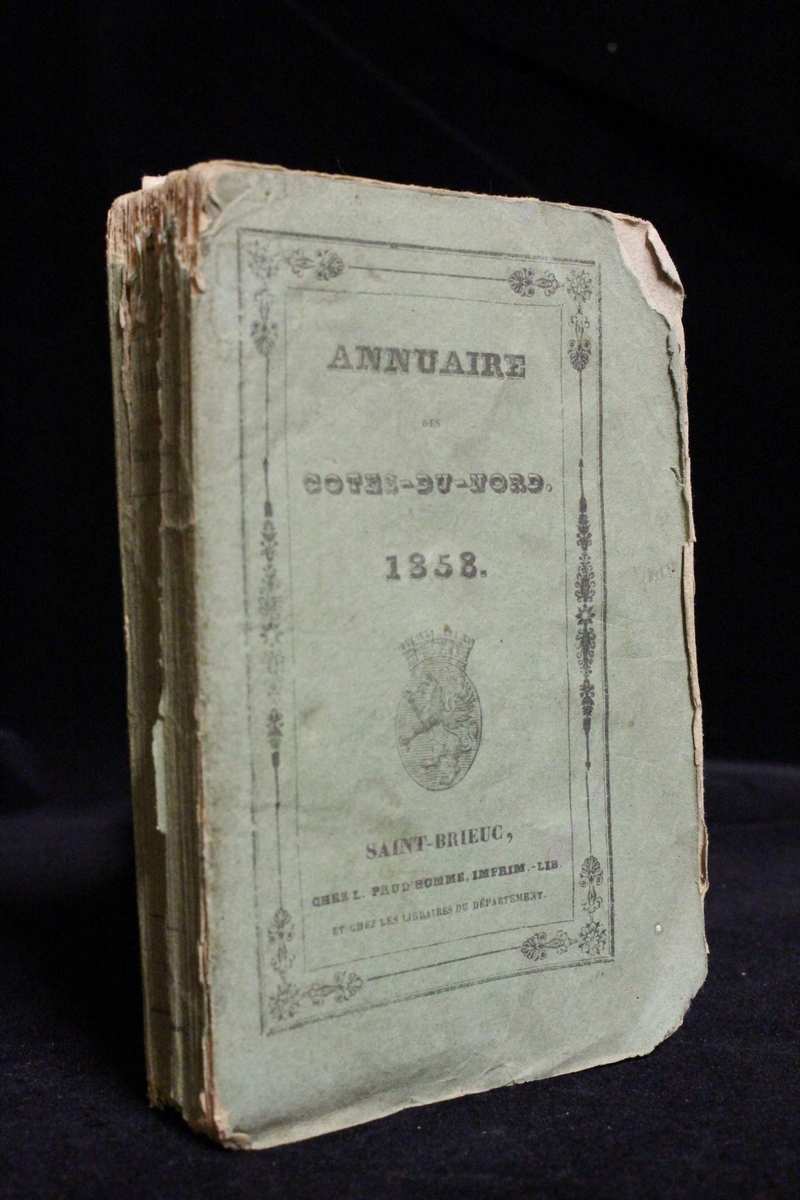 ANNUAIRE
DES
COTES-DU-NORD.
1858.
SAINT-BRIEUC,
CHEZ L. PRUD'HOMME, IMPRIM.-LIB.
ET CHEZ LES LIBRAIRES DU DÉPARTEMENT.